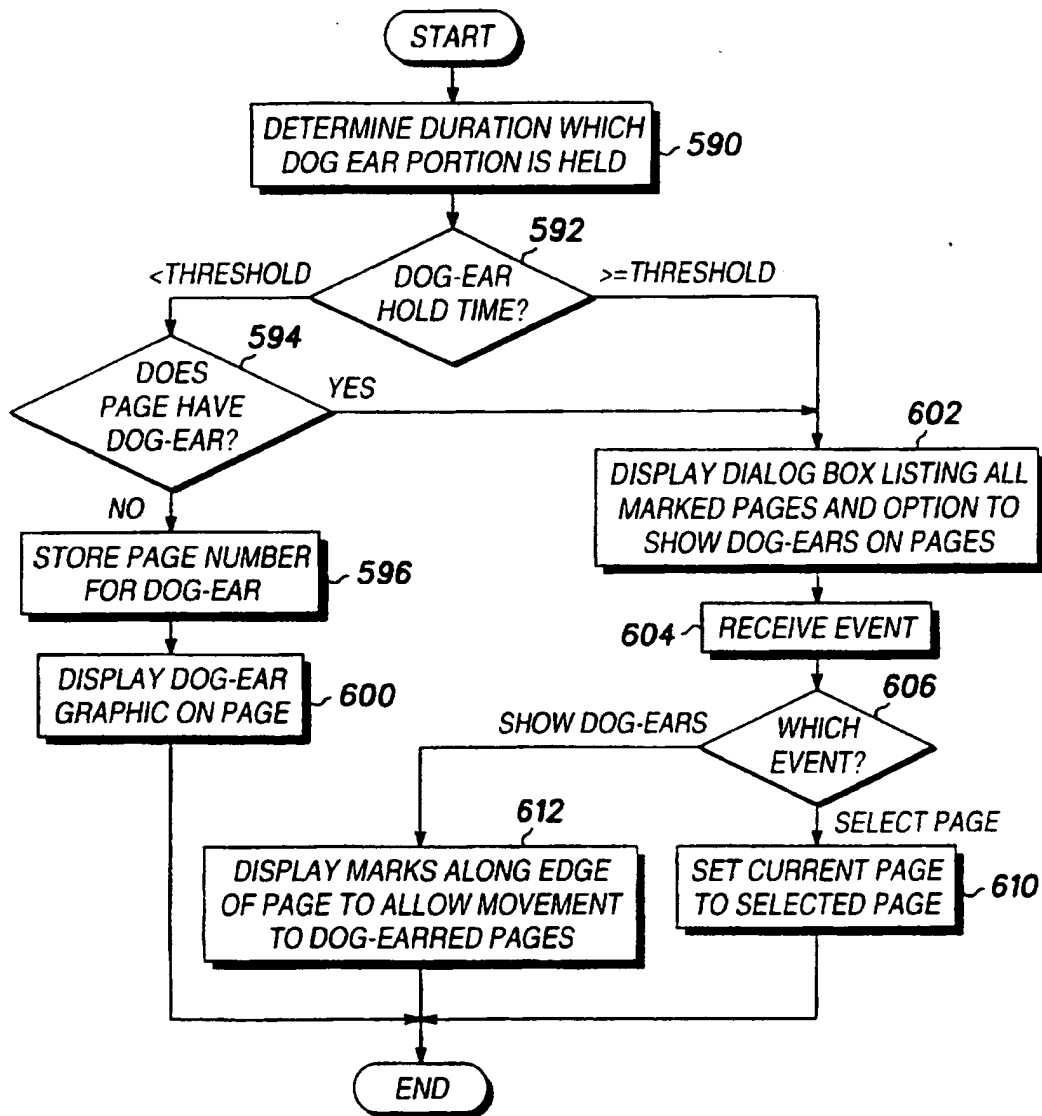 START
DETERMINE DURATION WHICH
DOG EAR PORTION IS HELD
590
592
<THRESHOLD
DOG-EAR
HOLD TIME?
>=THRESHOLD
594
DOES
PAGE HAVE
DOG-EAR?
YES
NO
602
DISPLAY DIALOG BOX LISTING ALL
MARKED PAGES AND OPTION TO
SHOW DOG-EARS ON PAGES
STORE PAGE NUMBER
FOR DOG-EAR
596
604
RECEIVE EVENT
DISPLAY DOG-EAR
GRAPHIC ON PAGE
600
606
SHOW DOG-EARS
WHICH
EVENT?
SELECT PAGE
612
DISPLAY MARKS ALONG EDGE
OF PAGE TO ALLOW MOVEMENT
TO DOG-EARRED PAGES
SET CURRENT PAGE
TO SELECTED PAGE
610
END